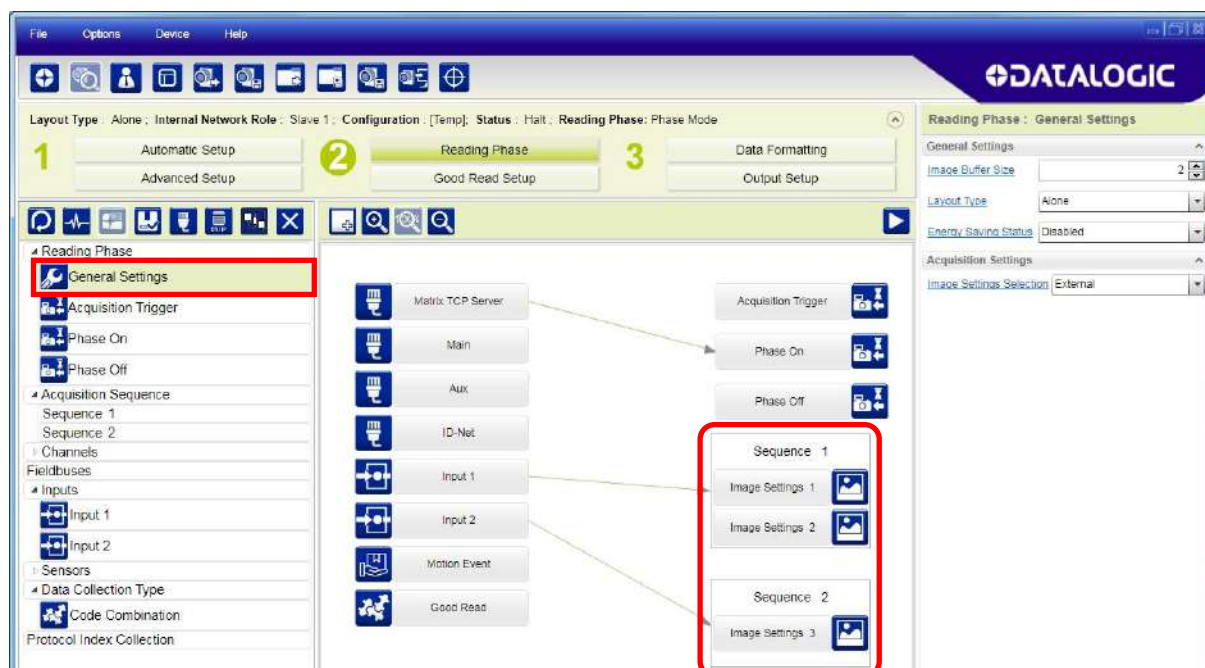 File Options Device Help
DATALOGIC
Layout Type : Alone ; Internal Network Role : Slave 1 ; Configuration : [Temp]; Status : Halt ; Reading Phase: Phase Mode
1 Automatic Setup
Advanced Setup
2 Reading Phase
Good Read Setup
3 Data Formatting
Output Setup
Reading Phase
General Settings
Acquisition Trigger
Phase On
Phase Off
Acquisition Sequence
Sequence 1
Sequence 2
Channels
Fieldbuses
Inputs
Input 1
Input 2
Sensors
Data Collection Type
Code Combination
Protocol Index Collection
Matrix TCP Server
Main
Aux
ID-Net
Input 1
Input 2
Motion Event
Good Read
Acquisition Trigger
Phase On
Phase Off
Sequence 1
Image Settings 1
Image Settings 2
Sequence 2
Image Settings 3
Reading Phase : General Settings
General Settings
Image Buffer Size 2
Layout Type Alone
Energy Saving Status Disabled
Acquisition Settings
Image Settings Selection External